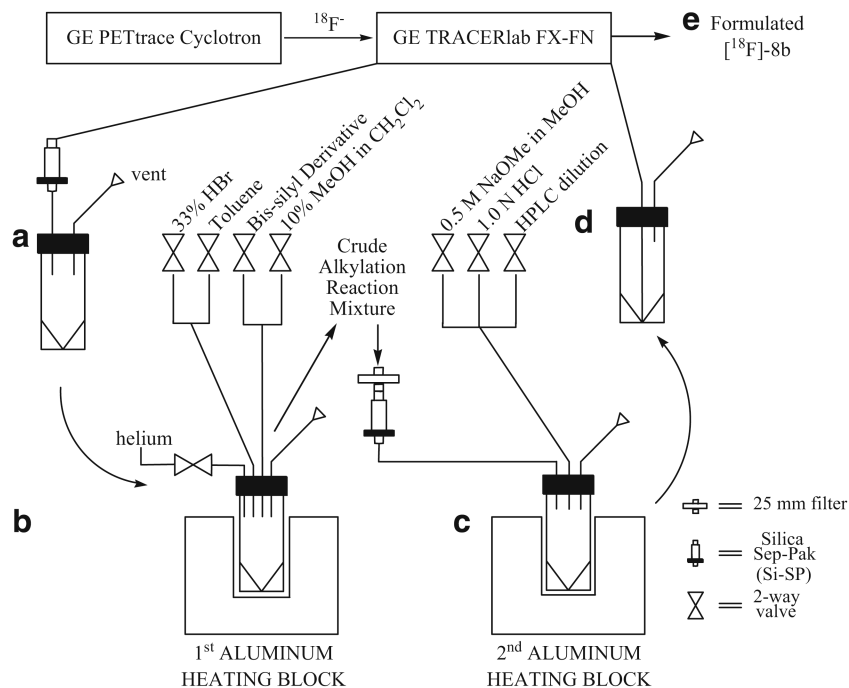 GE PETtrace Cyclotron
18F-
GE TRACERlab FX-FN
e
Formulated
[18F]-8b
vent
a
33% HBr
Toluene
Bis-silyl Derivative
10% MeOH in CH2Cl2
Crude
Alkylation
Reaction
Mixture
0.5 M NaOMe in MeOH
1.0 N HCl
HPLC dilution
d
helium
b
c
1st ALUMINUM
HEATING BLOCK
2nd ALUMINUM
HEATING BLOCK
25 mm filter
Silica
Sep-Pak
(Si-SP)
2-way
valve